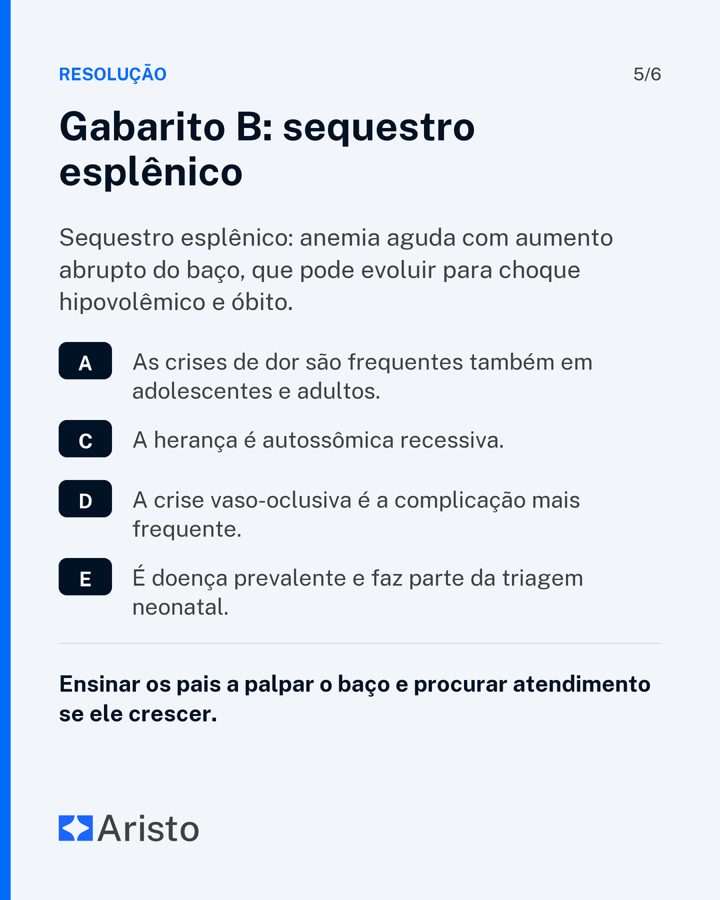 RESOLUÇÃO
5/6
Gabarito B: sequestro
esplênico
Sequestro esplênico: anemia aguda com aumento
abrupto do baço, que pode evoluir para choque
hipovolêmico e óbito.
A
As crises de dor são frequentes também em
adolescentes e adultos.
C
A herança é autossômica recessiva.
D
A crise vaso-oclusiva é a complicação mais
frequente.
E
É doença prevalente e faz parte da triagem
neonatal.
Ensinar os pais a palpar o baço e procurar atendimento
se ele crescer.
Aristo